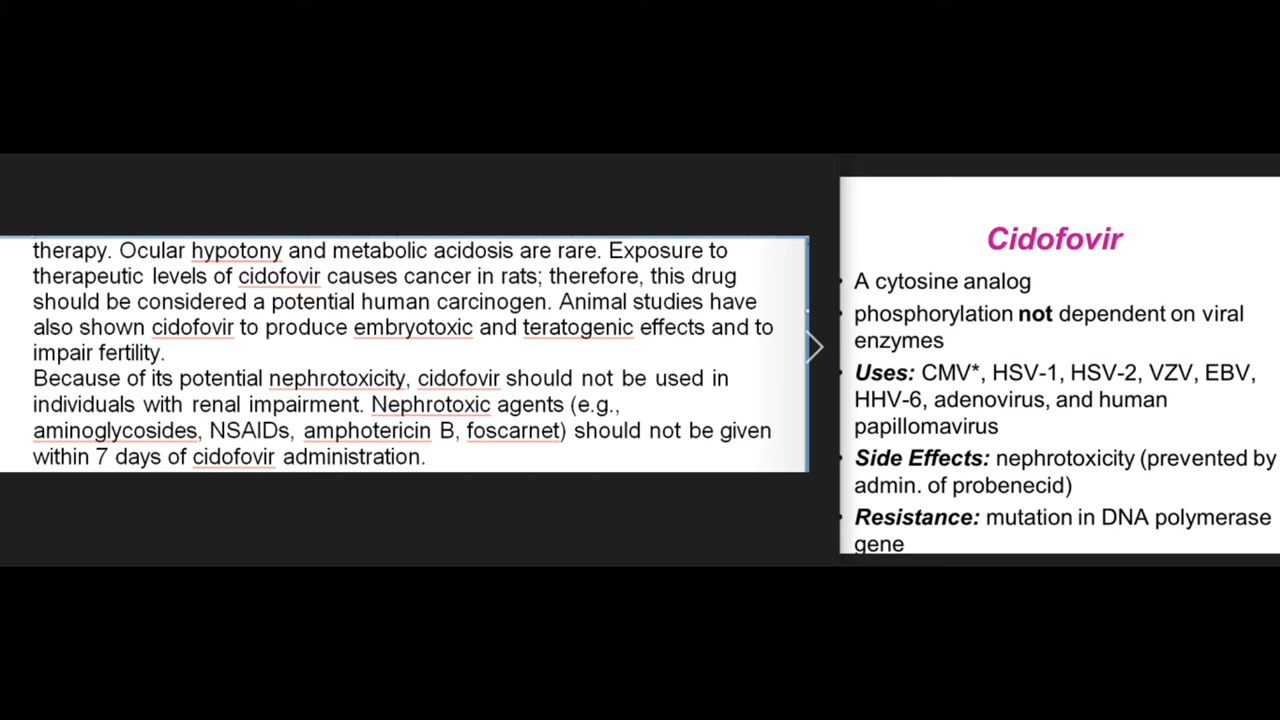 therapy. Ocular hypotony and metabolic acidosis are rare. Exposure to
therapeutic levels of cidofovir causes cancer in rats; therefore, this drug
should be considered a potential human carcinogen. Animal studies have
also shown cidofovir to produce embryotoxic and teratogenic effects and to
impair fertility.
Because of its potential nephrotoxicity, cidofovir should not be used in
individuals with renal impairment. Nephrotoxic agents (e.g.,
aminoglycosides, NSAIDs, amphotericin B, foscarnet) should not be given
within 7 days of cidofovir administration.
Cidofovir
A cytosine analog
phosphorylation not dependent on viral
enzymes
Uses: CMV*, HSV-1, HSV-2, VZV, EBV,
HHV-6, adenovirus, and human
papillomavirus
Side Effects: nephrotoxicity (prevented by
admin. of probenecid)
Resistance: mutation in DNA polymerase
gene